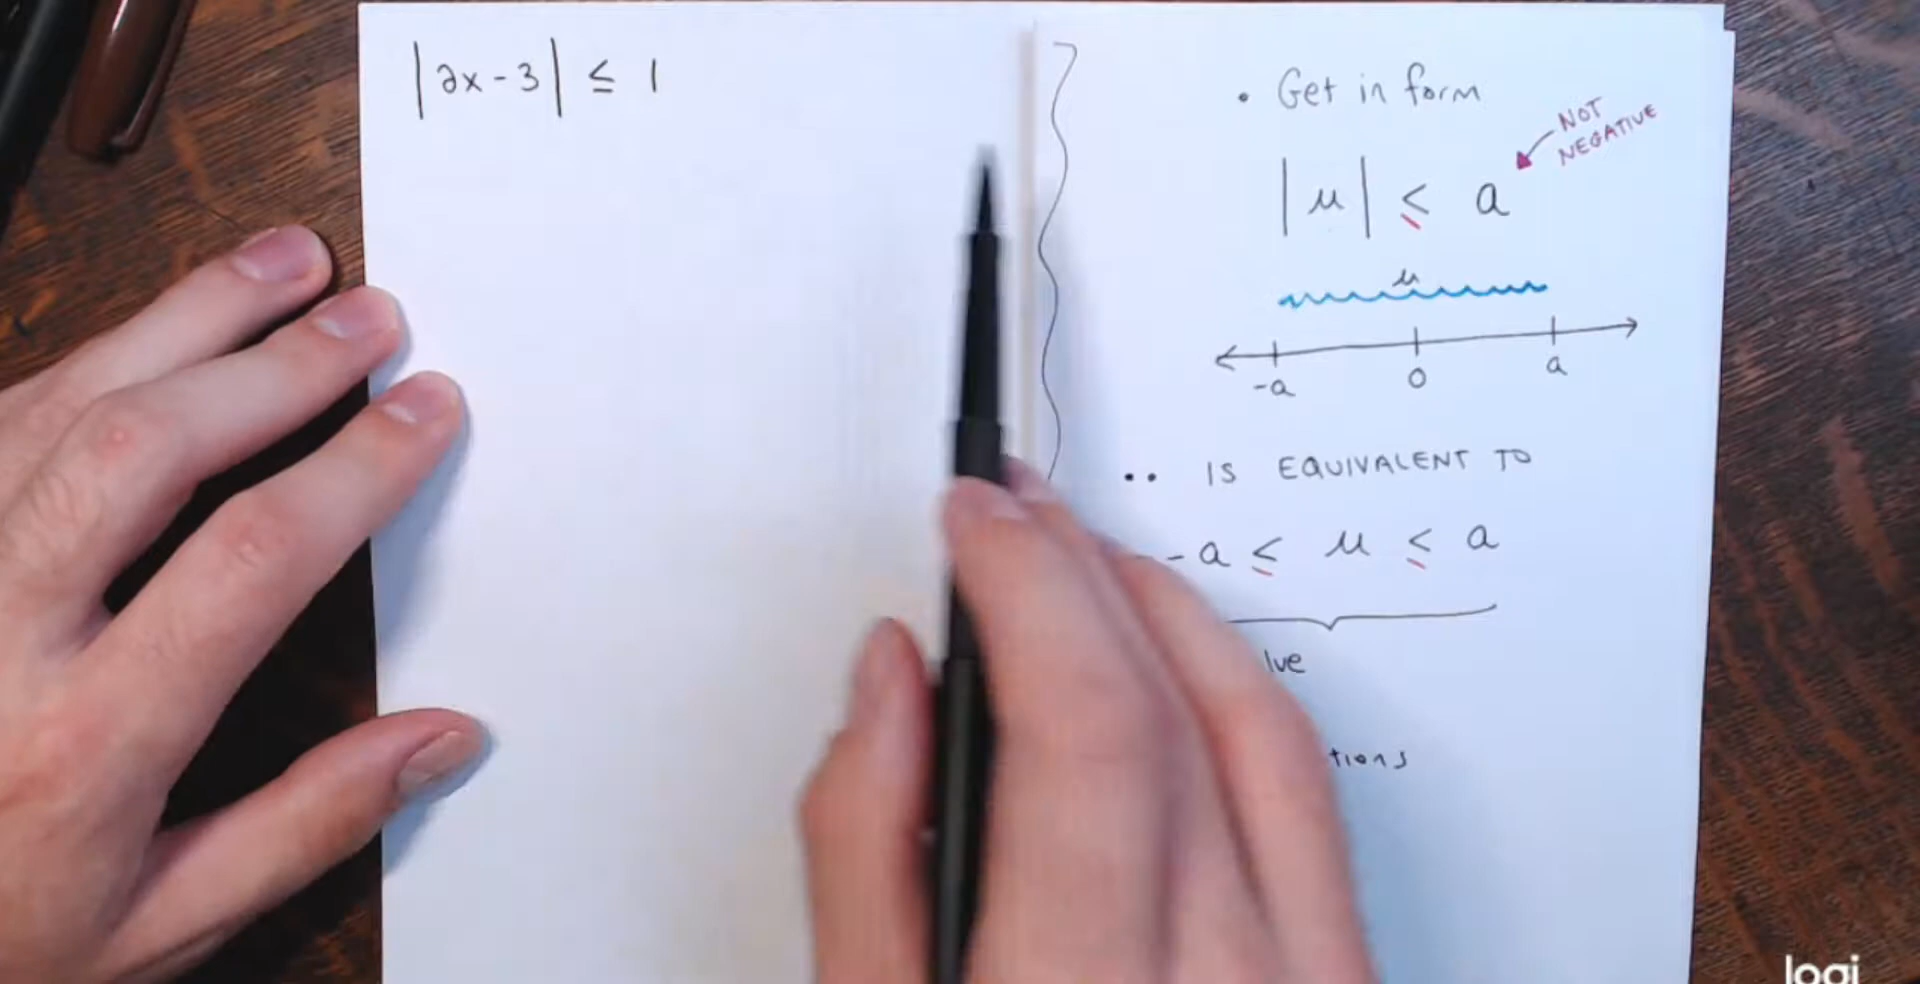 |2x - 3| ≤ 1
• Get in form
NOT
NEGATIVE
|u| ≤ a
u
-a 0 a
•• IS EQUIVALENT TO
-a ≤ u ≤ a
lve
tions
logi